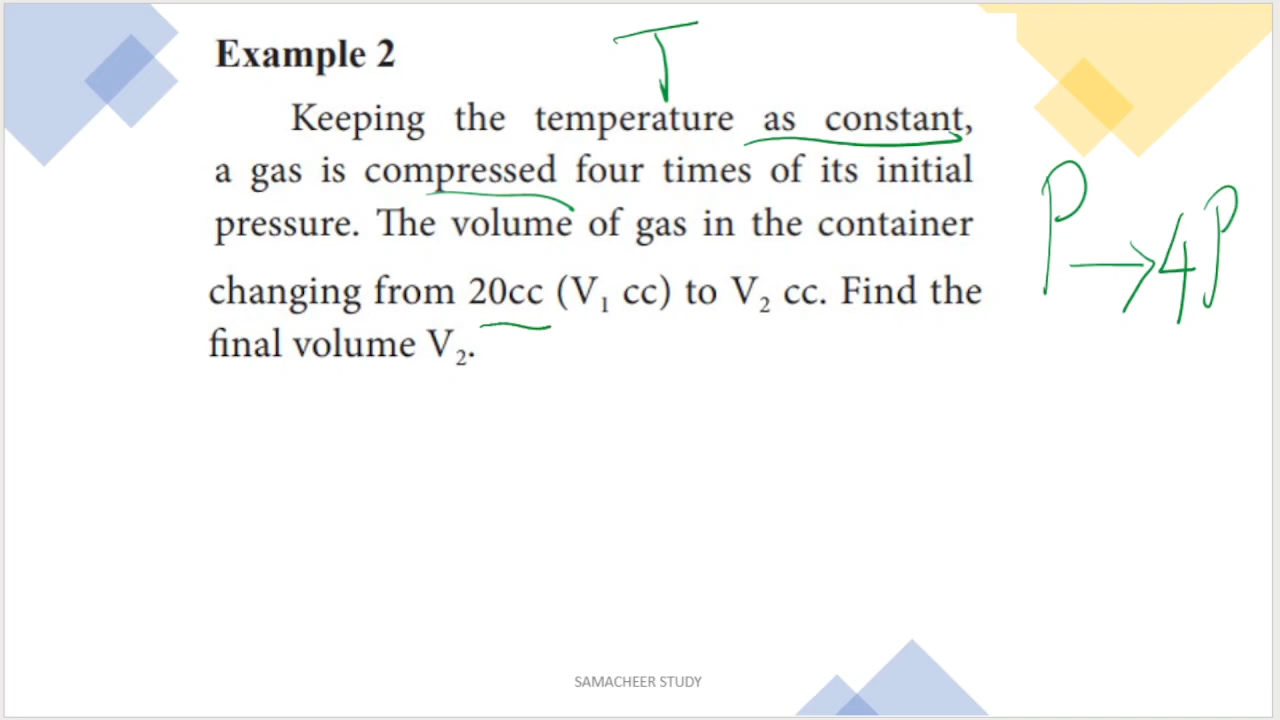 Example 2
T
Keeping the temperature as constant,
a gas is compressed four times of its initial
pressure. The volume of gas in the container
changing from 20cc (V₁ cc) to V₂ cc. Find the
final volume V₂.
P → 4P
SAMACHEER STUDY